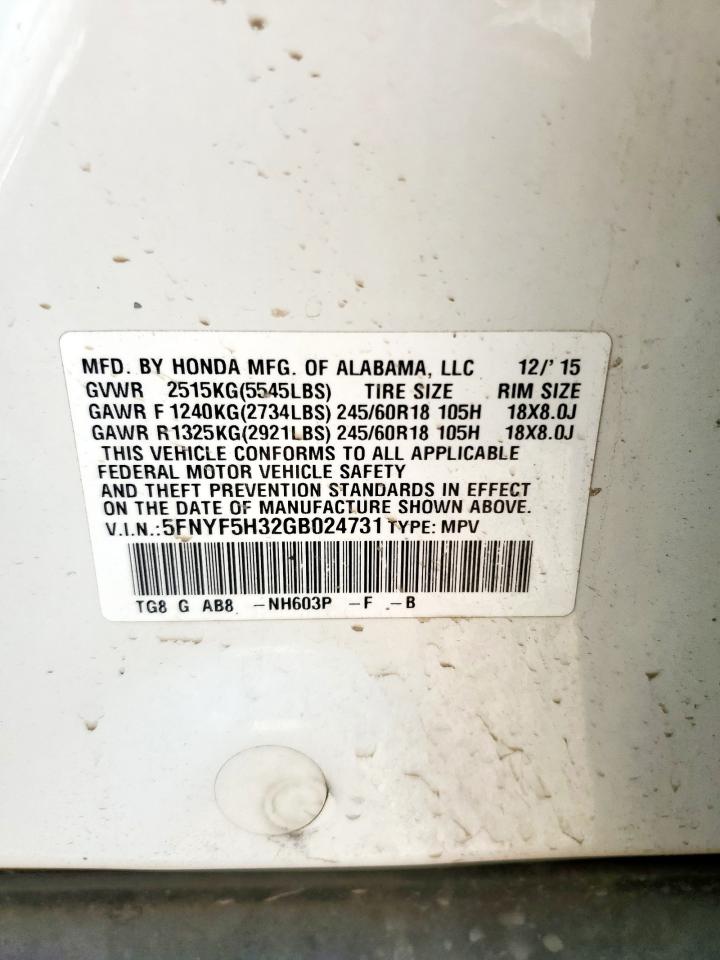 MFD. BY HONDA MFG. OF ALABAMA, LLC 12/'15
GVWR 2515KG(5545LBS) TIRE SIZE RIM SIZE
GAWR F 1240KG(2734LBS) 245/60R18 105H 18X8.0J
GAWR R 1325KG(2921LBS) 245/60R18 105H 18X8.0J
THIS VEHICLE CONFORMS TO ALL APPLICABLE
FEDERAL MOTOR VEHICLE SAFETY
AND THEFT PREVENTION STANDARDS IN EFFECT
ON THE DATE OF MANUFACTURE SHOWN ABOVE.
V.I.N.:5FNYF5H32GB024731 TYPE: MPV
TG8 G AB8 -NH603P -F -B